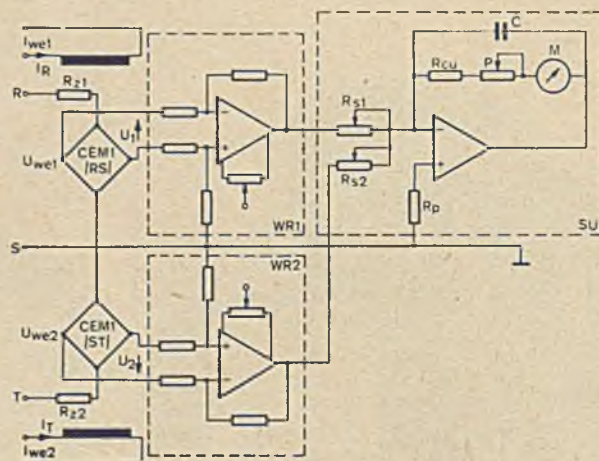 Iwe1
IR
R
Rz1
Uwe1
CEM1
|RS|
U1
−
+
WR1
Rs1
Rs2
C
Rcu
P
M
−
+
Rp
SU
S
WR2
Uwe2
CEM1
|ST|
U2
+
−
T
Rz2
IT
Iwe2